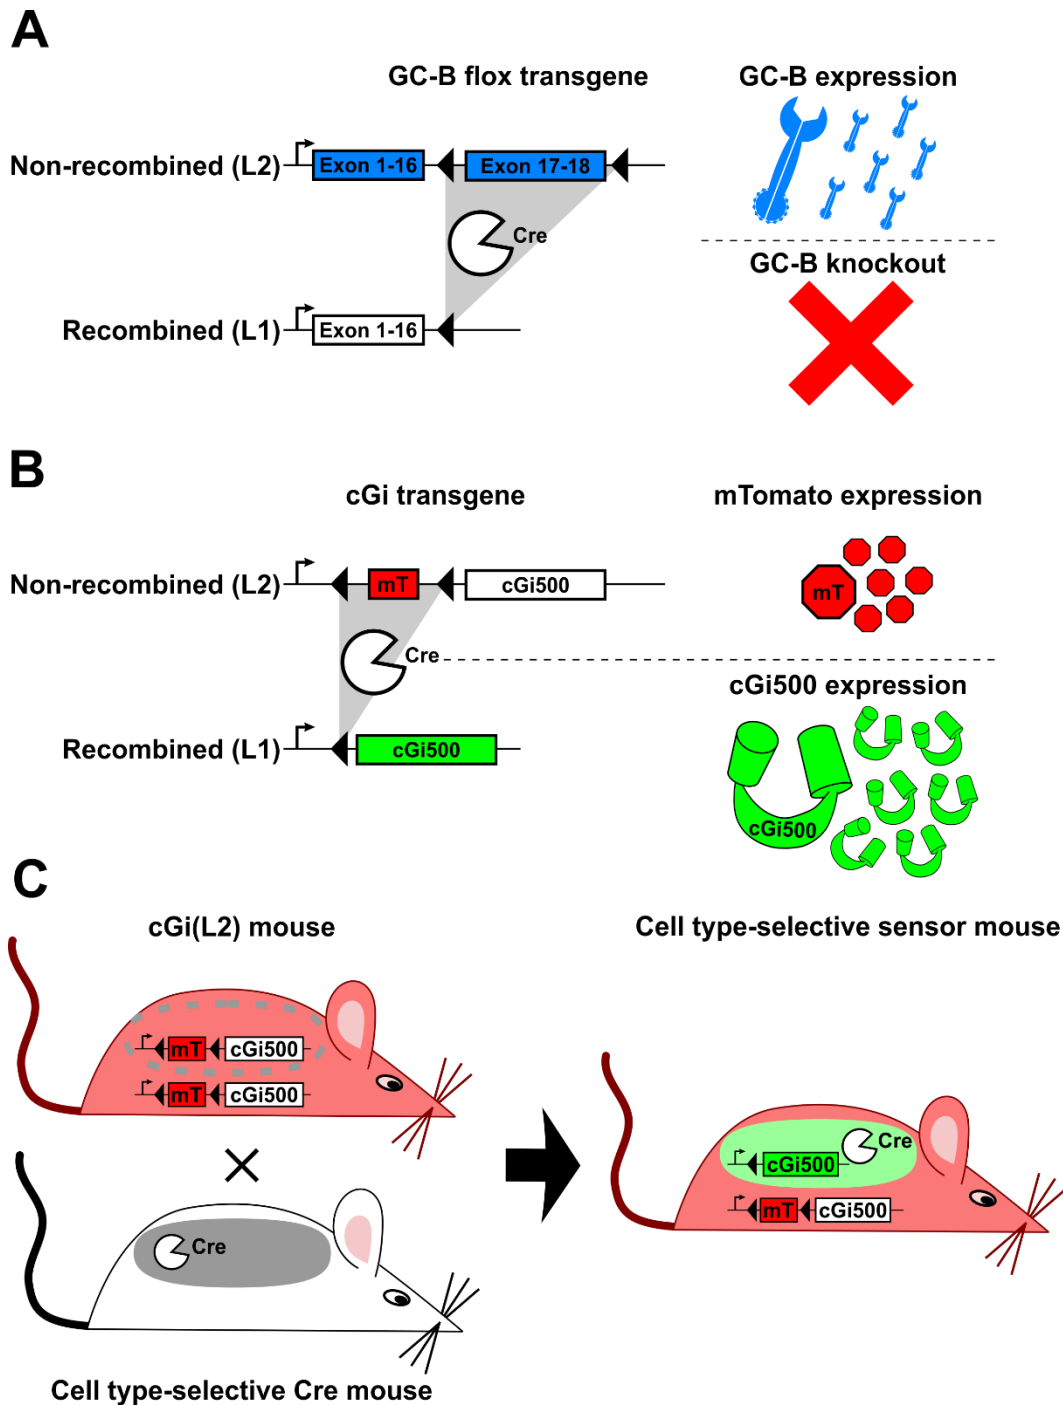 A
GC-B flox transgene
GC-B expression
Non-recombined (L2)
Exon 1-16
Exon 17-18
Cre
GC-B knockout
Recombined (L1)
Exon 1-16
B
cGi transgene
mTomato expression
Non-recombined (L2)
mT
cGi500
mT
Cre
cGi500 expression
Recombined (L1)
cGi500
cGi500
C
cGi(L2) mouse
Cell type-selective sensor mouse
mT
cGi500
mT
cGi500
Cre
cGi500
mT
cGi500
Cre
Cell type-selective Cre mouse